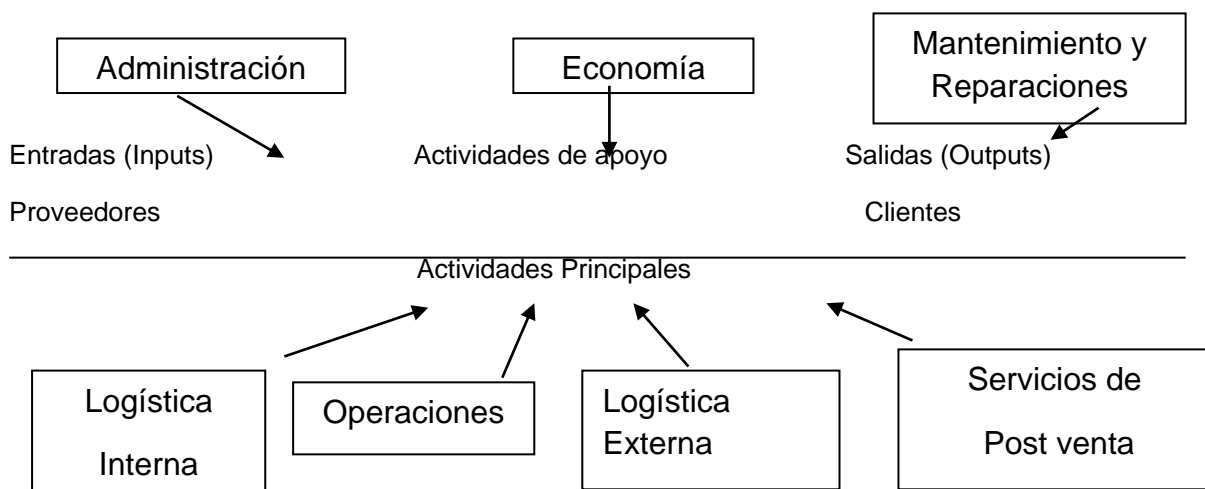 Administración
Economía
Mantenimiento y
Reparaciones
Entradas (Inputs)
Actividades de apoyo
Salidas (Outputs)
Proveedores
Clientes
Actividades Principales
Logística
Interna
Operaciones
Logística
Externa
Servicios de
Post venta